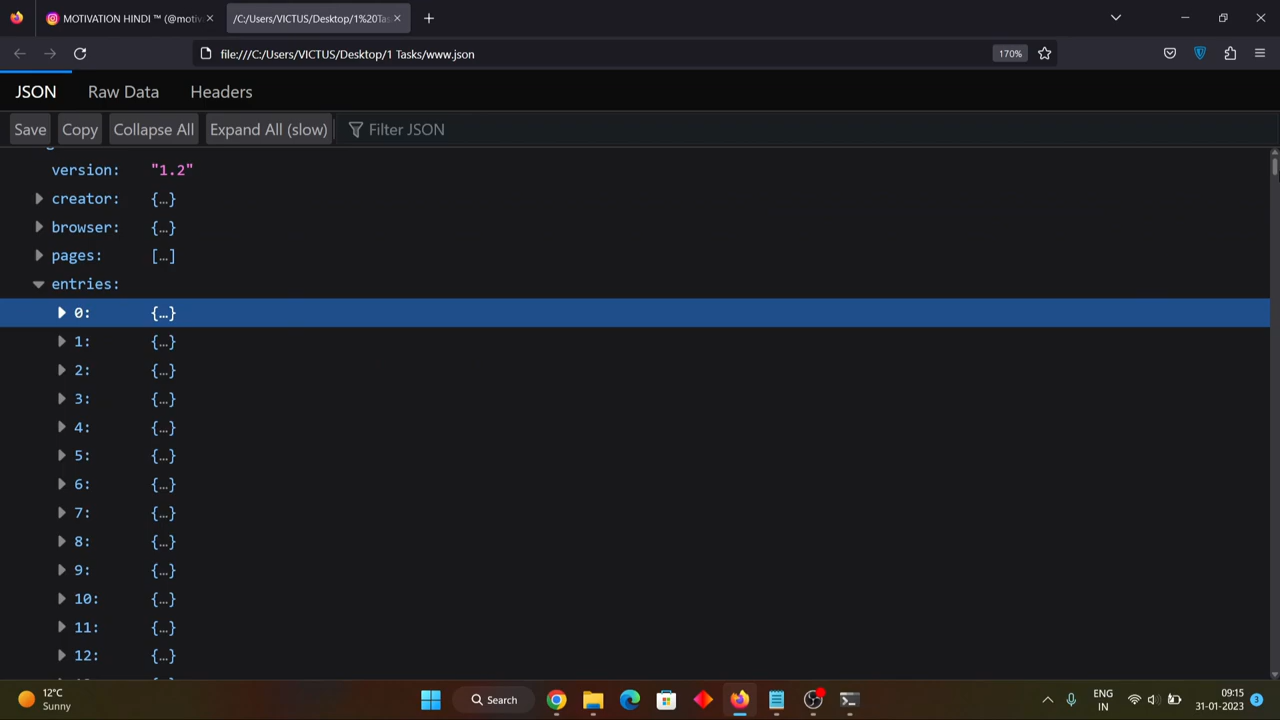 MOTIVATION HINDI ™ (@motiv
/C:/Users/VICTUS/Desktop/1%20Tas
file:///C:/Users/VICTUS/Desktop/1 Tasks/www.json
170%
JSON Raw Data Headers
Save Copy Collapse All Expand All (slow) Filter JSON
version: "1.2"
creator: {…}
browser: {…}
pages: […]
entries:
0: {…}
1: {…}
2: {…}
3: {…}
4: {…}
5: {…}
6: {…}
7: {…}
8: {…}
9: {…}
10: {…}
11: {…}
12: {…}
12°C
Sunny
Search
ENG
IN
09:15
31-01-2023
3